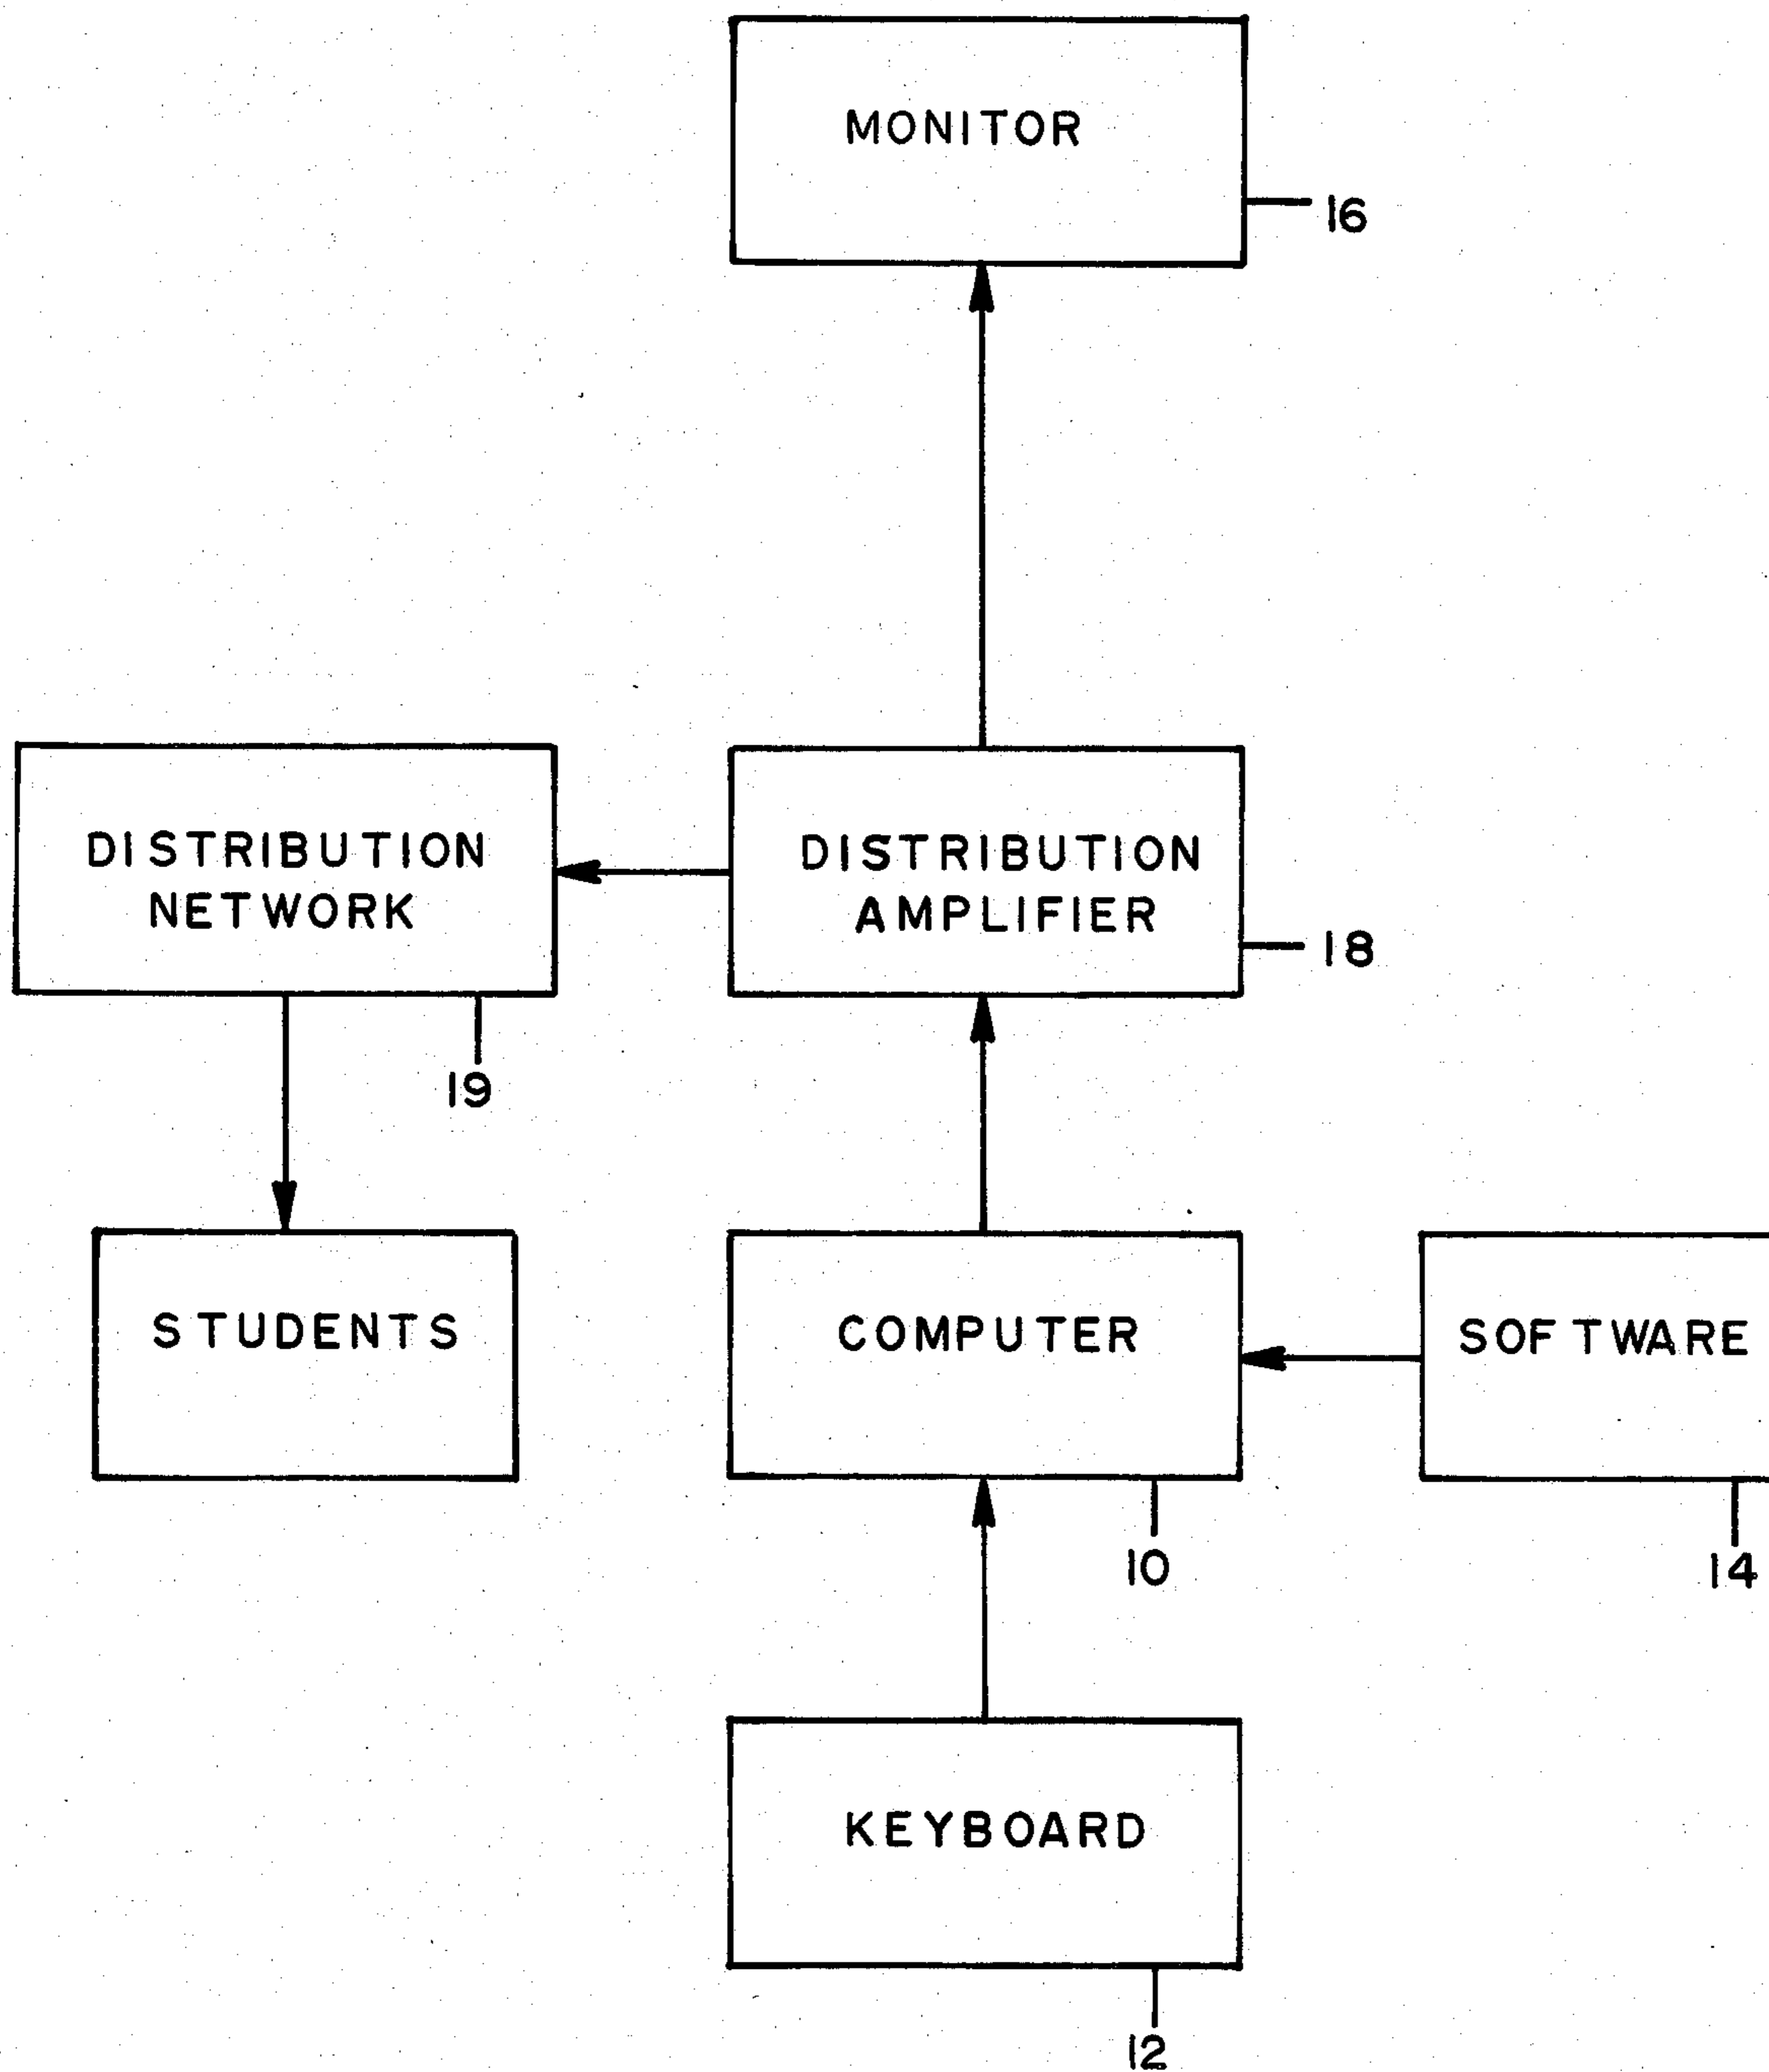 MONITOR
16
DISTRIBUTION
NETWORK
19
DISTRIBUTION
AMPLIFIER
18
STUDENTS
COMPUTER
10
SOFTWARE
14
KEYBOARD
12